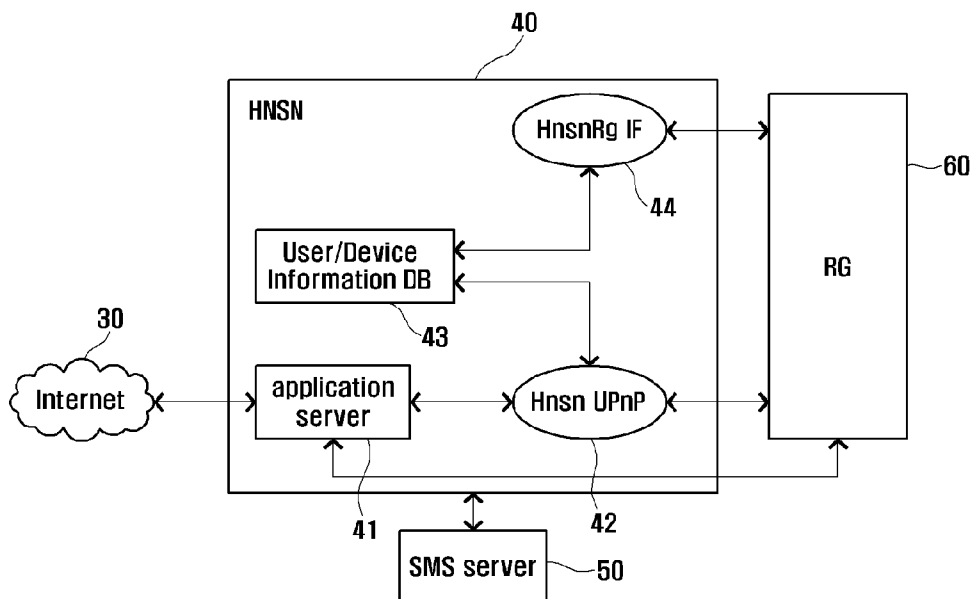 40
HNSN
HnsnRg IF
44
60
RG
User/Device
Information DB
43
30
Internet
application
server
41
Hnsn UPnP
42
SMS server
50